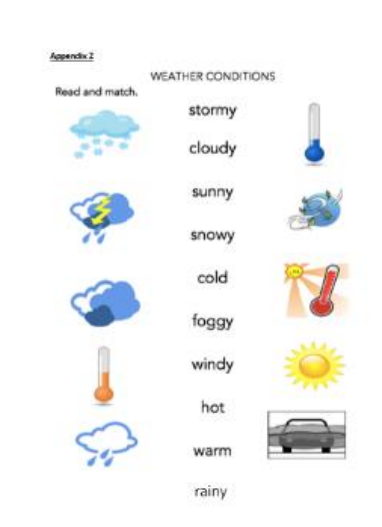 Appendix 2
WEATHER CONDITIONS
Read and match.
stormy
cloudy
sunny
snowy
cold
foggy
windy
hot
warm
rainy